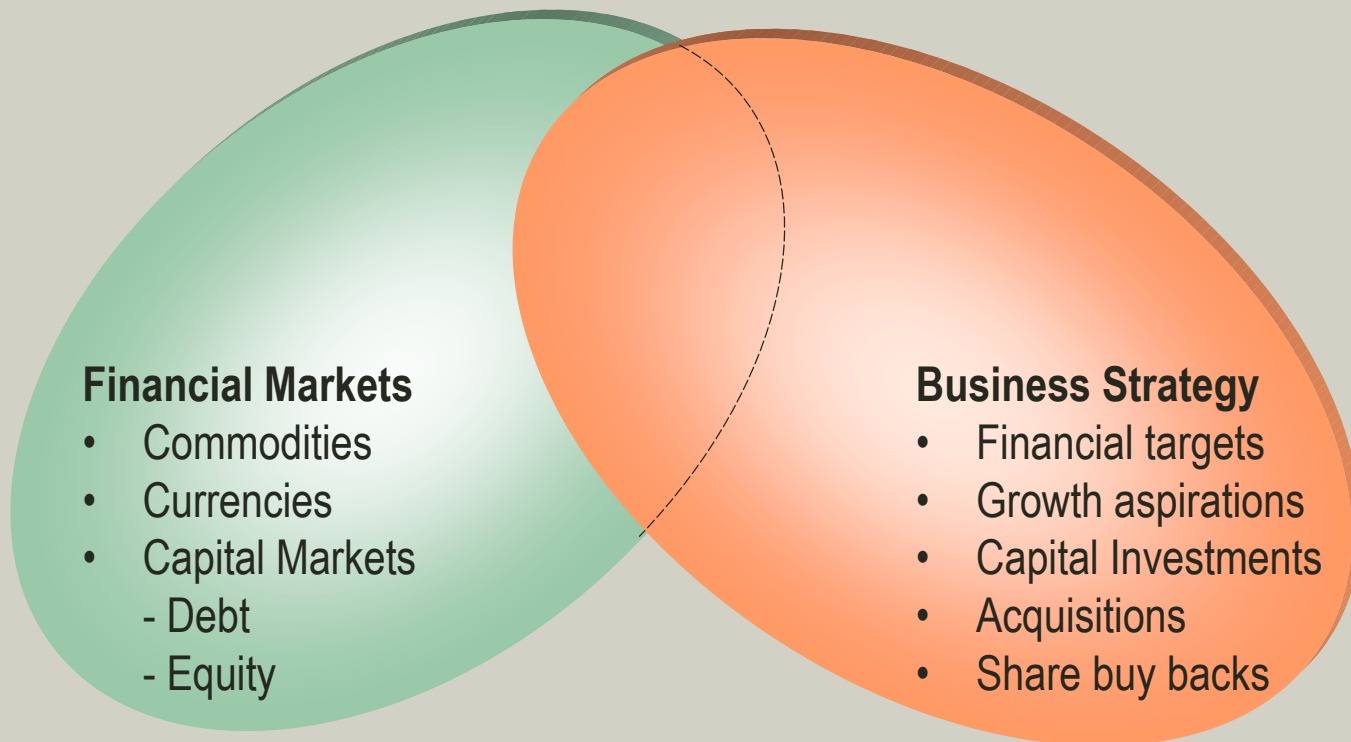 Financial Markets
• Commodities
• Currencies
• Capital Markets
- Debt
- Equity
Business Strategy
• Financial targets
• Growth aspirations
• Capital Investments
• Acquisitions
• Share buy backs